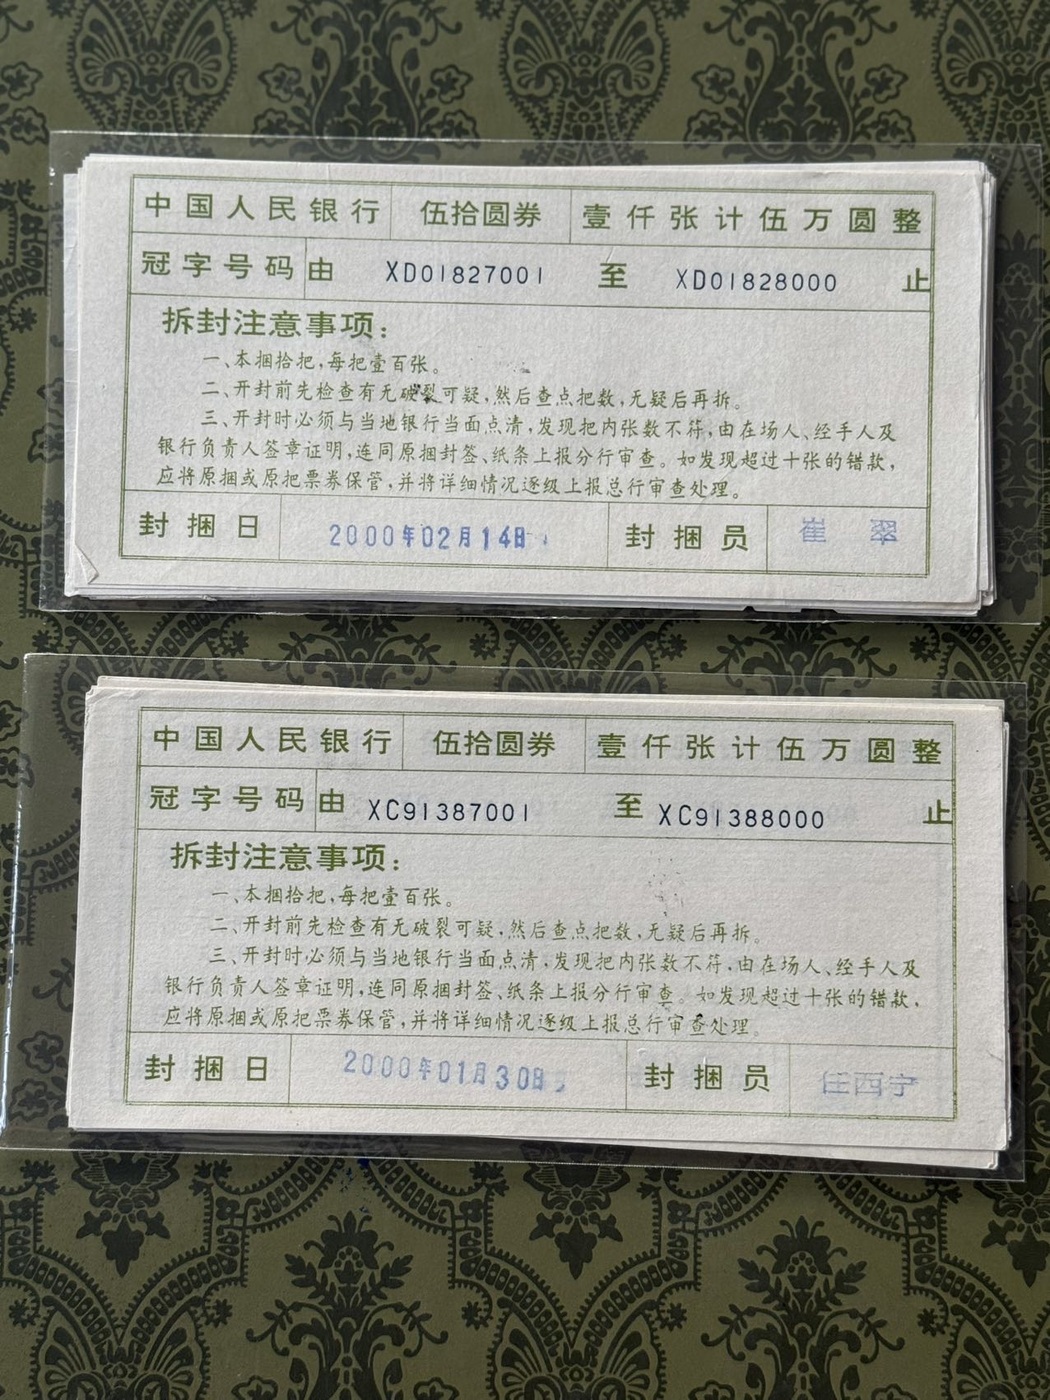 中国人民银行 伍拾圆券 壹仟张计伍万圆整
冠字号码 由 XD01827001 至 XD01828000 止
拆封注意事项：
一、本捆拾把，每把壹百张。
二、开封前先检查有无破裂可疑，然后查点把数，无疑后再拆。
三、开封时必须与当地银行当面点清，发现把内张数不符，由在场人、经手人及
银行负责人签章证明，连同原捆封签、纸条上报分行审查。如发现超过十张的错款，
应将原捆或原把票券保管，并将详细情况逐级上报总行审查处理。
封捆日 2000年02月14日 封捆员 崔翠
中国人民银行 伍拾圆券 壹仟张计伍万圆整
冠字号码 由 XC91387001 至 XC91388000 止
拆封注意事项：
一、本捆拾把，每把壹百张。
二、开封前先检查有无破裂可疑，然后查点把数，无疑后再拆。
三、开封时必须与当地银行当面点清，发现把内张数不符，由在场人、经手人及
银行负责人签章证明，连同原捆封签、纸条上报分行审查。如发现超过十张的错款，
应将原捆或原把票券保管，并将详细情况逐级上报总行审查处理。
封捆日 2000年01月30日 封捆员 任西宁